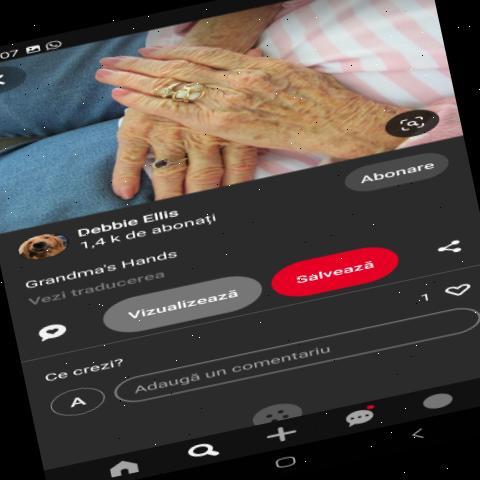 07
Abonare
Debbie Ellis
1,4 k de abonați
Grandma's Hands
Vezi traducerea
Vizualizează
Salvează
1
Ce crezi?
A
Adaugă un comentariu